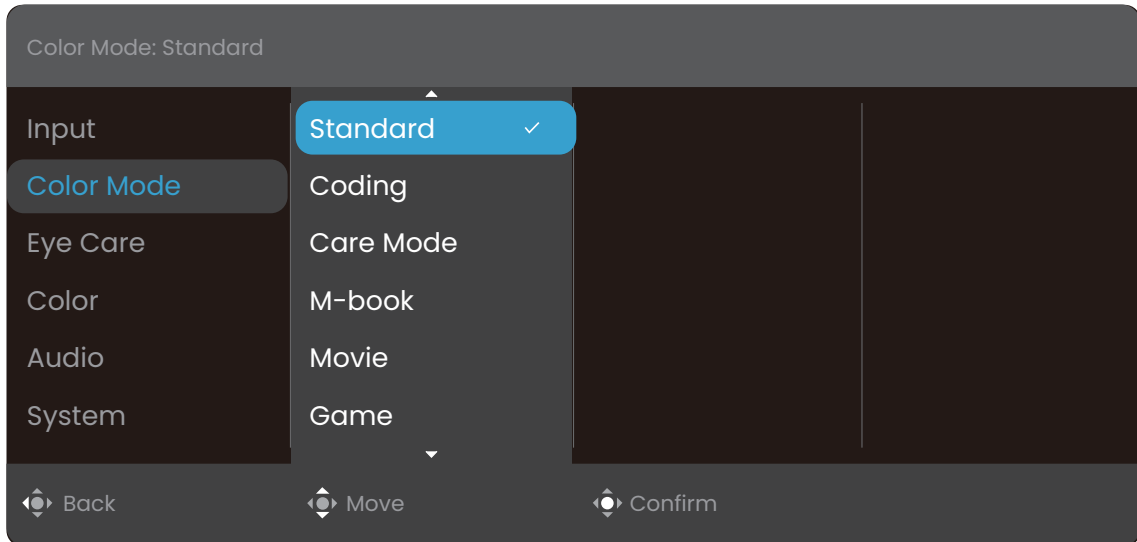 Color Mode: Standard
Input
Color Mode
Eye Care
Color
Audio
System
Standard
Coding
Care Mode
M-book
Movie
Game
Back
Move
Confirm